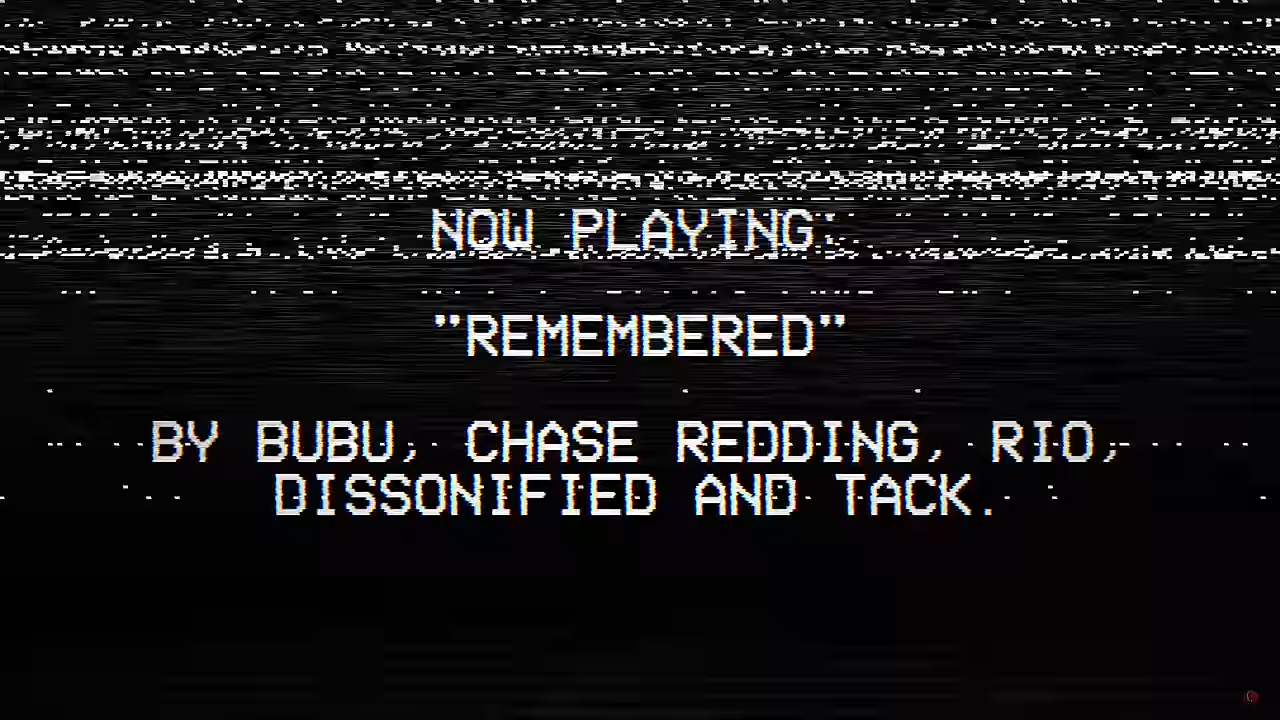 NOW PLAYING:
"REMEMBERED"
BY BUBU, CHASE REDDING, RIO,
DISSONIFIED AND TACK.